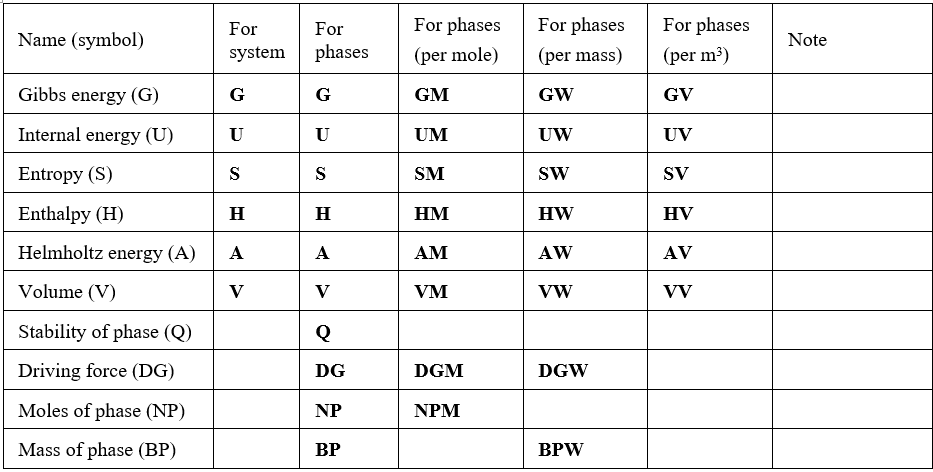 Name (symbol) For system For phases For phases (per mole) For phases (per mass) For phases (per m³) Note
Gibbs energy (G) G G GM GW GV
Internal energy (U) U U UM UW UV
Entropy (S) S S SM SW SV
Enthalpy (H) H H HM HW HV
Helmholtz energy (A) A A AM AW AV
Volume (V) V V VM VW VV
Stability of phase (Q) Q
Driving force (DG) DG DGM DGW
Moles of phase (NP) NP NPM
Mass of phase (BP) BP BPW